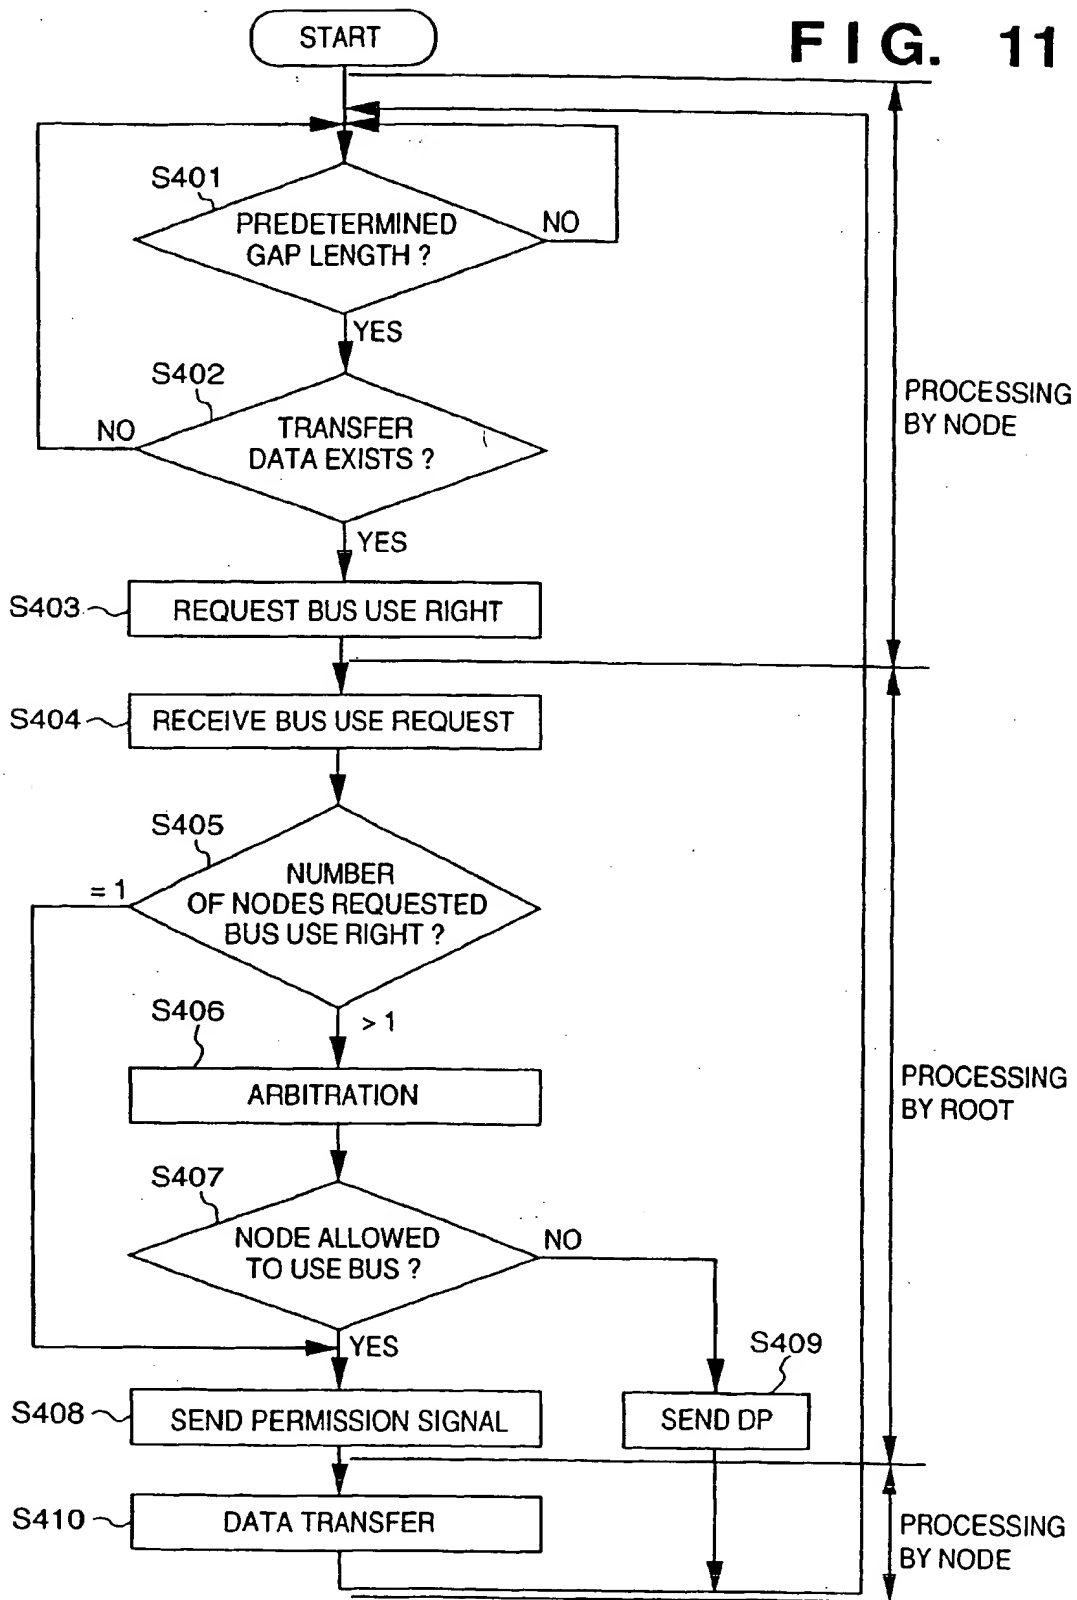 START
FIG. 11
S401
PREDETERMINED
GAP LENGTH ?
NO
YES
S402
TRANSFER
DATA EXISTS ?
NO
YES
PROCESSING
BY NODE
S403
REQUEST BUS USE RIGHT
S404
RECEIVE BUS USE REQUEST
S405
NUMBER
OF NODES REQUESTED
BUS USE RIGHT ?
= 1
> 1
S406
ARBITRATION
PROCESSING
BY ROOT
S407
NODE ALLOWED
TO USE BUS ?
NO
YES
S409
S408
SEND PERMISSION SIGNAL
SEND DP
S410
DATA TRANSFER
PROCESSING
BY NODE